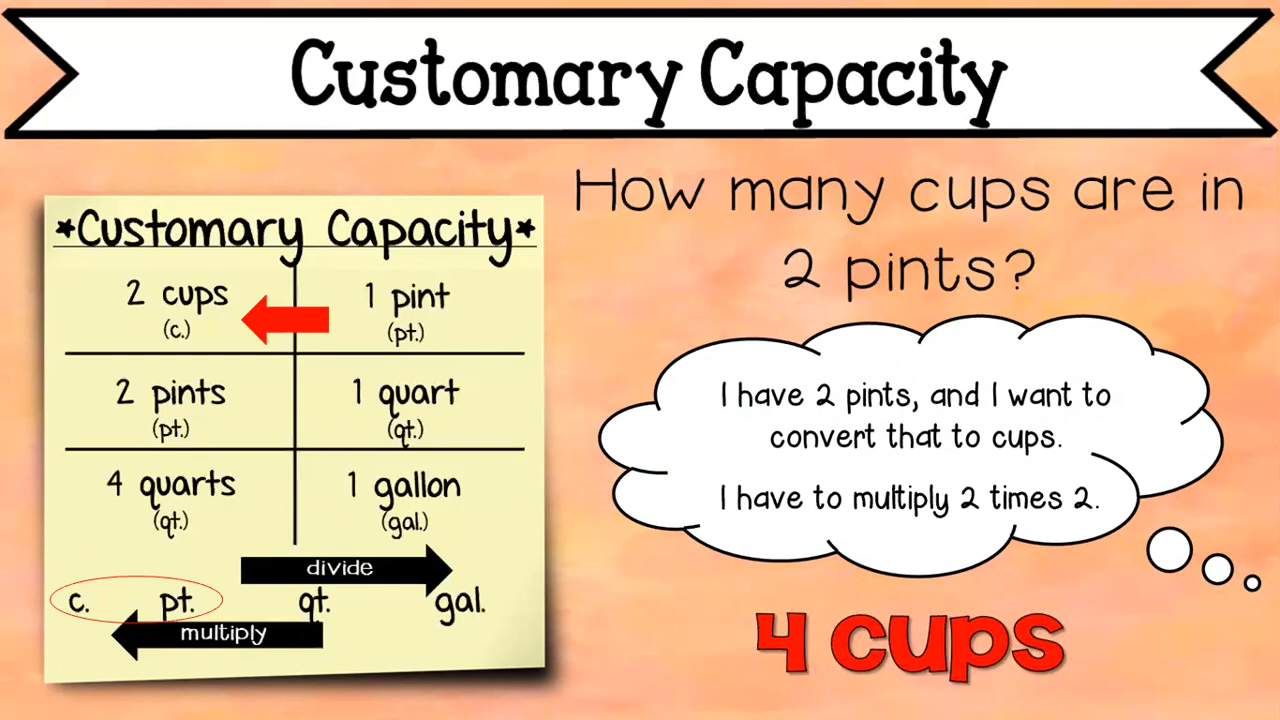 Customary Capacity
*Customary Capacity*
2 cups 1 pint
(c.) (pt.)
2 pints 1 quart
(pt.) (qt.)
4 quarts 1 gallon
(qt.) (gal.)
divide
c. pt. qt. gal.
multiply
How many cups are in
2 pints?
I have 2 pints, and I want to
convert that to cups.
I have to multiply 2 times 2.
4 cups